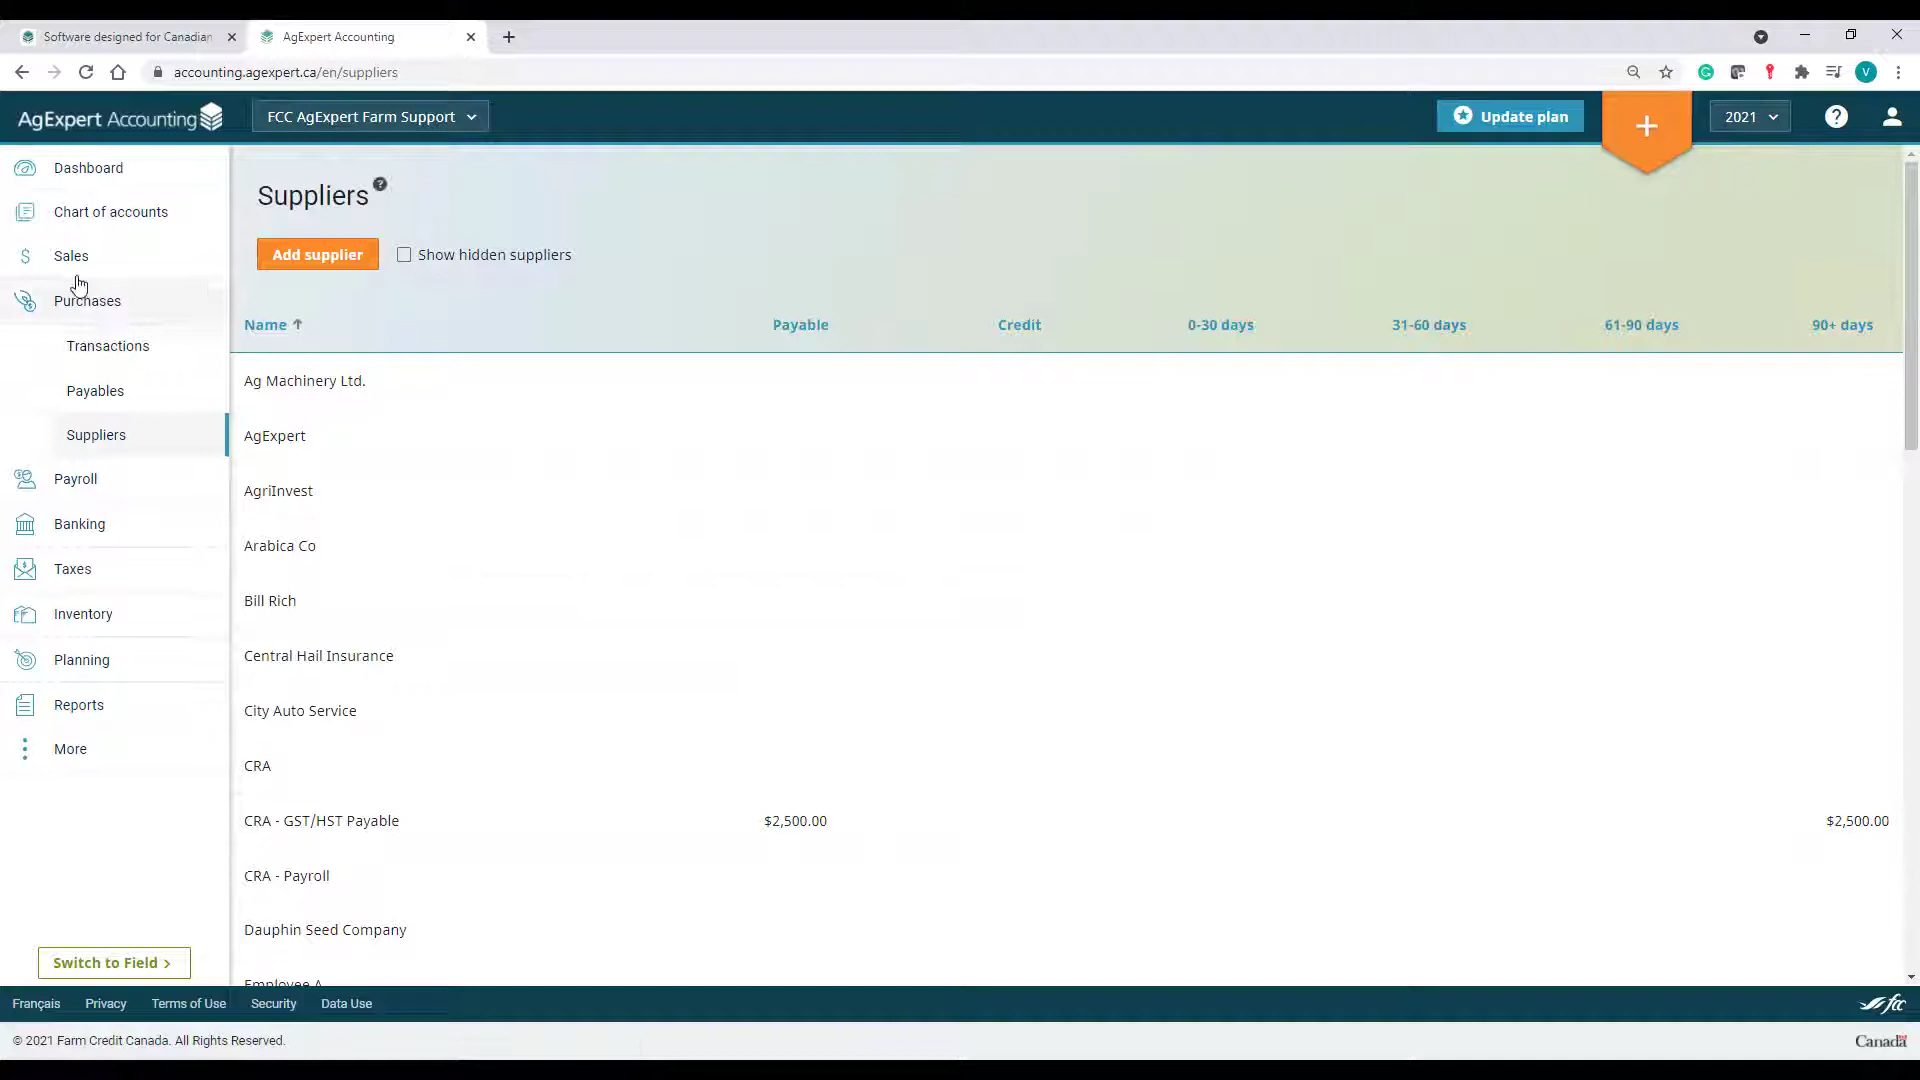 Software designed for Canadian
AgExpert Accounting
accounting.agexpert.ca/en/suppliers
V
AgExpert Accounting
FCC AgExpert Farm Support
Update plan
+
2021
?
Dashboard
Chart of accounts
Sales
Purchases
Transactions
Payables
Suppliers
Payroll
Banking
Taxes
Inventory
Planning
Reports
More
Switch to Field >
Suppliers ?
Add supplier
Show hidden suppliers
Name ↑ Payable Credit 0-30 days 31-60 days 61-90 days 90+ days
Ag Machinery Ltd.
AgExpert
AgriInvest
Arabica Co
Bill Rich
Central Hail Insurance
City Auto Service
CRA
CRA - GST/HST Payable $2,500.00 $2,500.00
CRA - Payroll
Dauphin Seed Company
Employee A
Français Privacy Terms of Use Security Data Use
fcc
© 2021 Farm Credit Canada. All Rights Reserved.
Canada